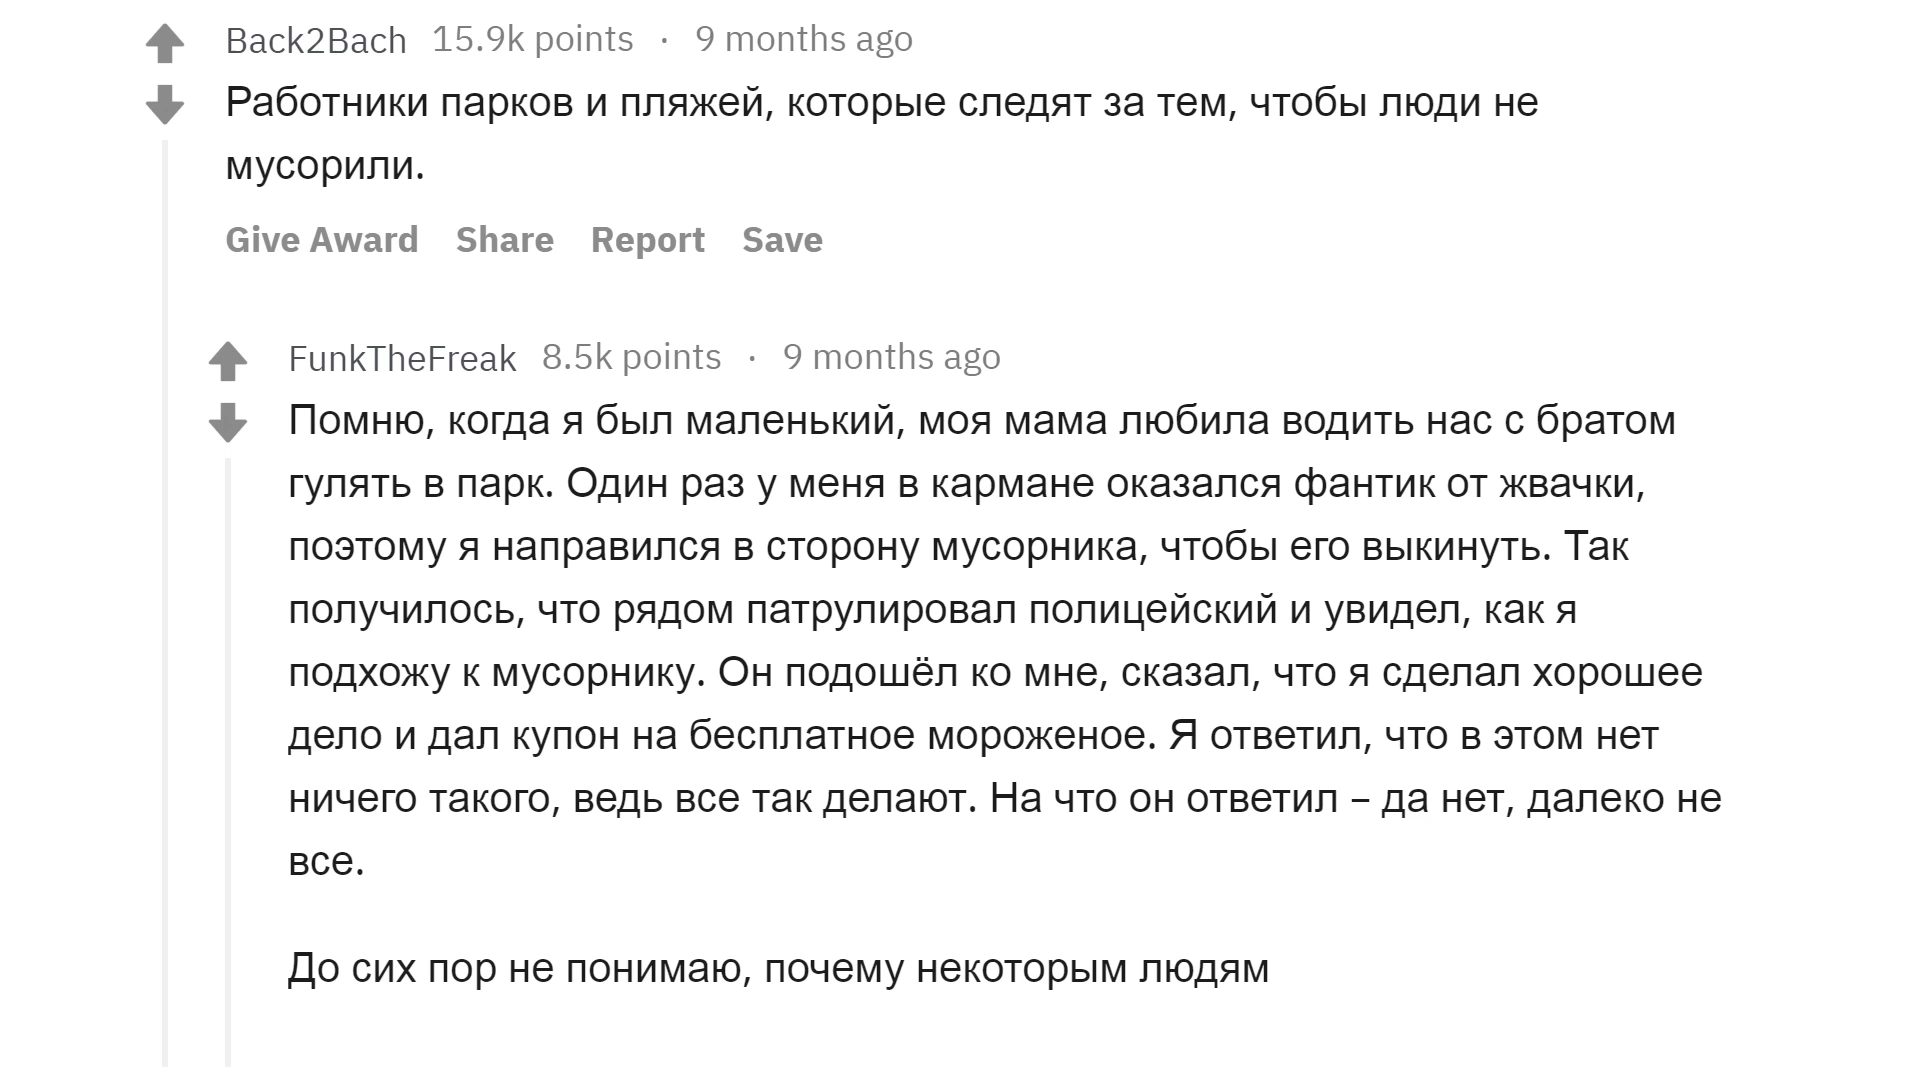 Back2Bach 15.9k points · 9 months ago
Работники парков и пляжей, которые следят за тем, чтобы люди не
мусорили.
Give Award Share Report Save
FunkTheFreak 8.5k points · 9 months ago
Помню, когда я был маленький, моя мама любила водить нас с братом
гулять в парк. Один раз у меня в кармане оказался фантик от жвачки,
поэтому я направился в сторону мусорника, чтобы его выкинуть. Так
получилось, что рядом патрулировал полицейский и увидел, как я
подхожу к мусорнику. Он подошёл ко мне, сказал, что я сделал хорошее
дело и дал купон на бесплатное мороженое. Я ответил, что в этом нет
ничего такого, ведь все так делают. На что он ответил – да нет, далеко не
все.
До сих пор не понимаю, почему некоторым людям